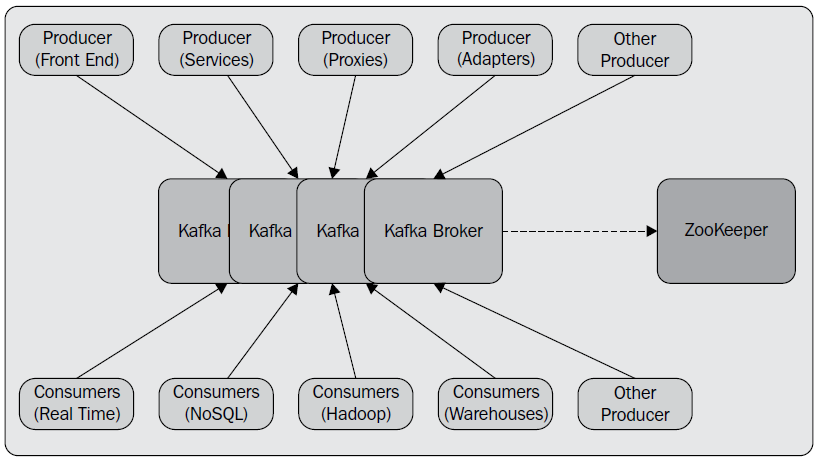 Producer
(Front End)
Producer
(Services)
Producer
(Proxies)
Producer
(Adapters)
Other
Producer
Kafka
Kafka
Kafka
Kafka Broker
ZooKeeper
Consumers
(Real Time)
Consumers
(NoSQL)
Consumers
(Hadoop)
Consumers
(Warehouses)
Other
Producer